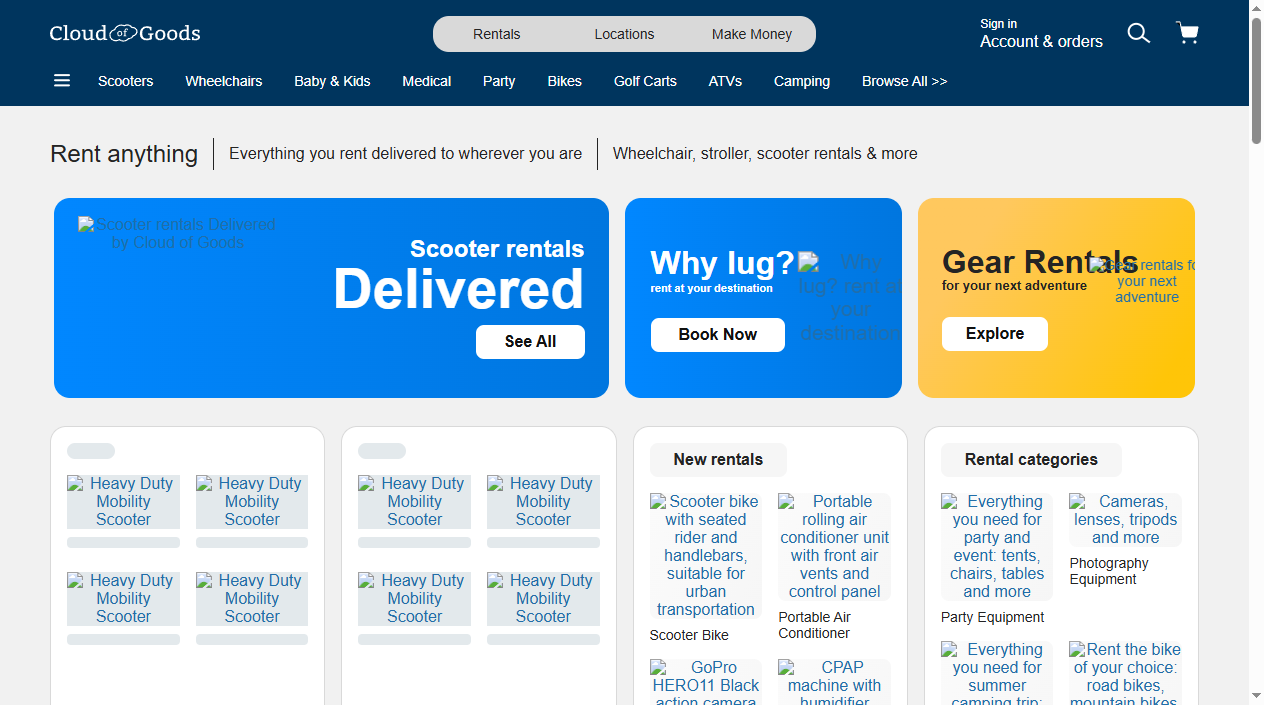 Cloud of Goods
Rentals
Locations
Make Money
Sign in
Account & orders
Scooters
Wheelchairs
Baby & Kids
Medical
Party
Bikes
Golf Carts
ATVs
Camping
Browse All >>
Rent anything
Everything you rent delivered to wherever you are
Wheelchair, stroller, scooter rentals & more
Scooter rentals Delivered
by Cloud of Goods
Scooter rentals
Delivered
See All
Why lug?
rent at your destination
Book Now
Why
lug? rent at
your
destination
Gear Rentals
for your next adventure
Explore
Gear rentals fo
your next
adventure
Heavy Duty
Mobility
Scooter
Heavy Duty
Mobility
Scooter
Heavy Duty
Mobility
Scooter
Heavy Duty
Mobility
Scooter
Heavy Duty
Mobility
Scooter
Heavy Duty
Mobility
Scooter
Heavy Duty
Mobility
Scooter
Heavy Duty
Mobility
Scooter
New rentals
Scooter bike
with seated
rider and
handlebars,
suitable for
urban
transportation
Scooter Bike
Portable
rolling air
conditioner unit
with front air
vents and
control panel
Portable Air
Conditioner
GoPro
HERO11 Black
action camera
CPAP
machine with
humidifier
Rental categories
Everything
you need for
party and
event: tents,
chairs, tables
and more
Party Equipment
Cameras,
lenses, tripods
and more
Photography
Equipment
Everything
you need for
summer
camping trip:
Rent the bike
of your choice:
road bikes,
mountain bikes